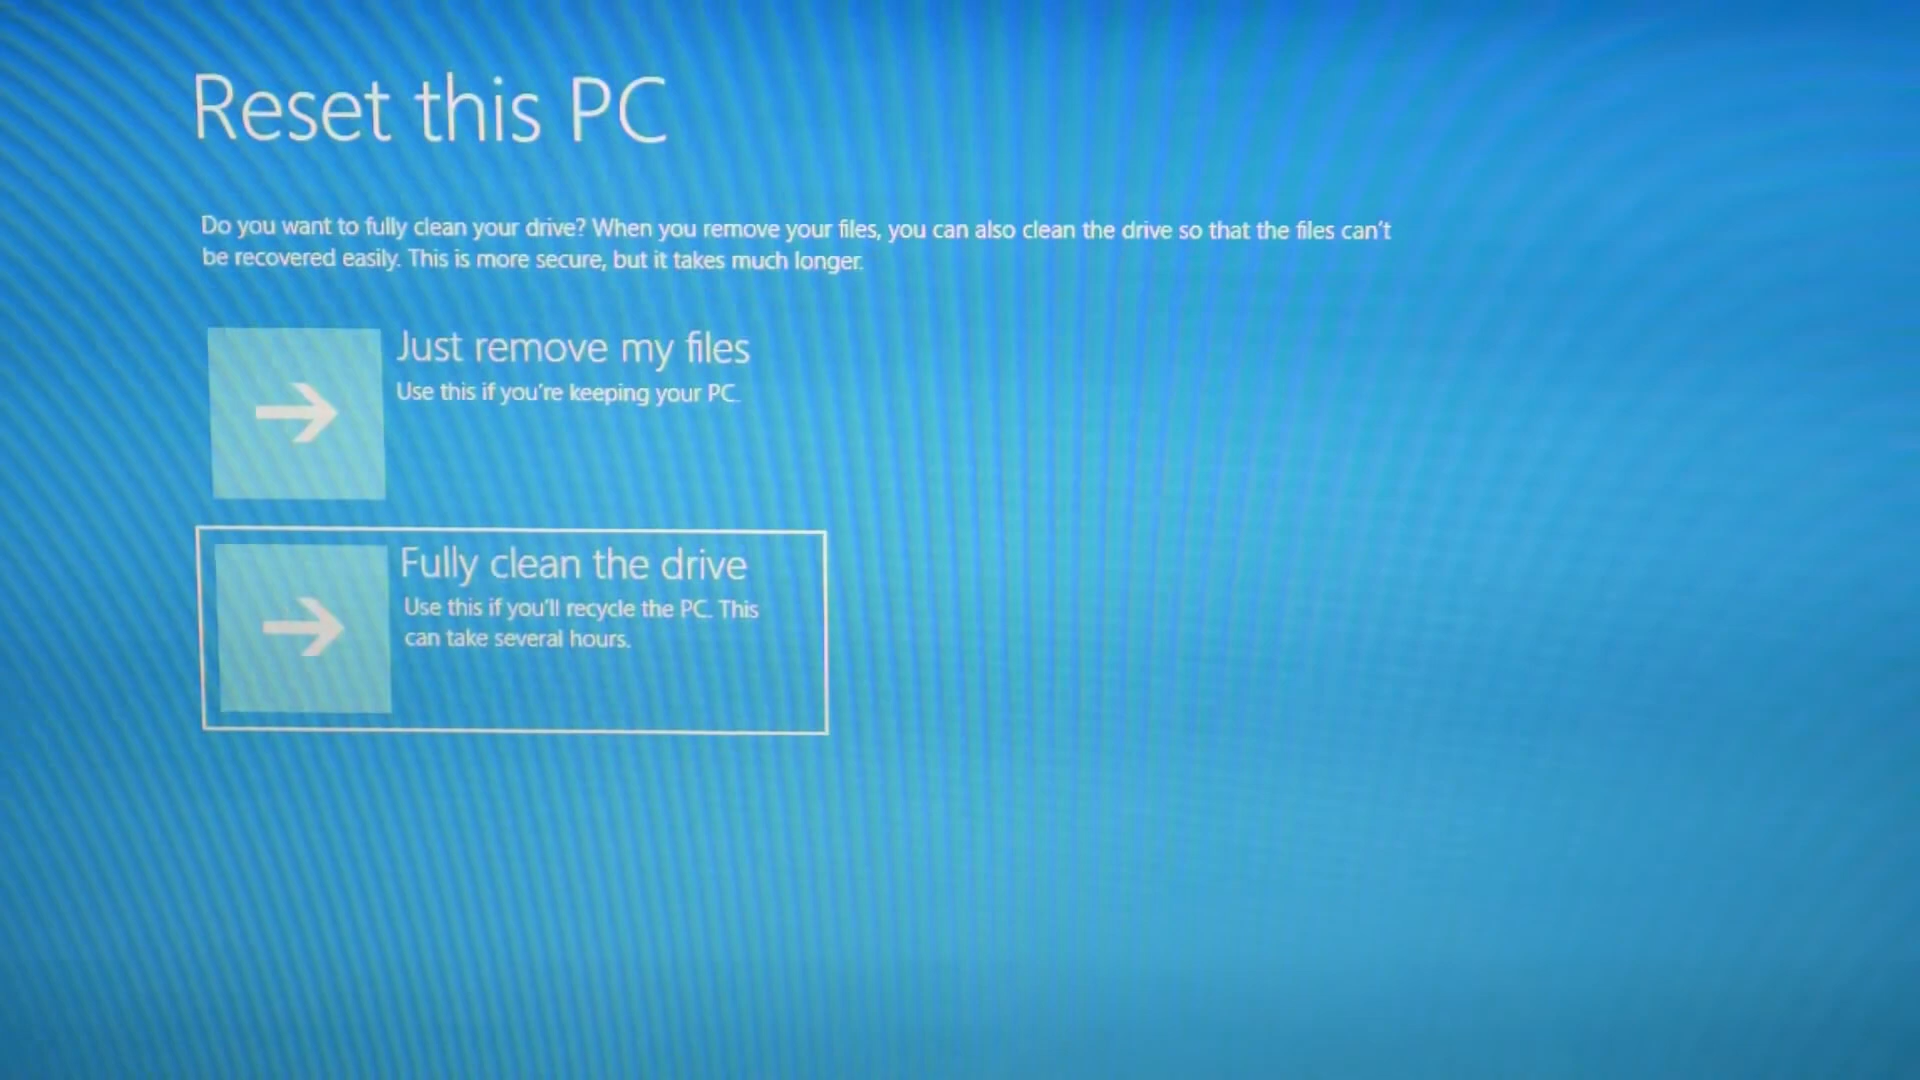 Reset this PC
Do you want to fully clean your drive? When you remove your files, you can also clean the drive so that the files can't
be recovered easily. This is more secure, but it takes much longer.
Just remove my files
Use this if you're keeping your PC.
Fully clean the drive
Use this if you'll recycle the PC. This
can take several hours.